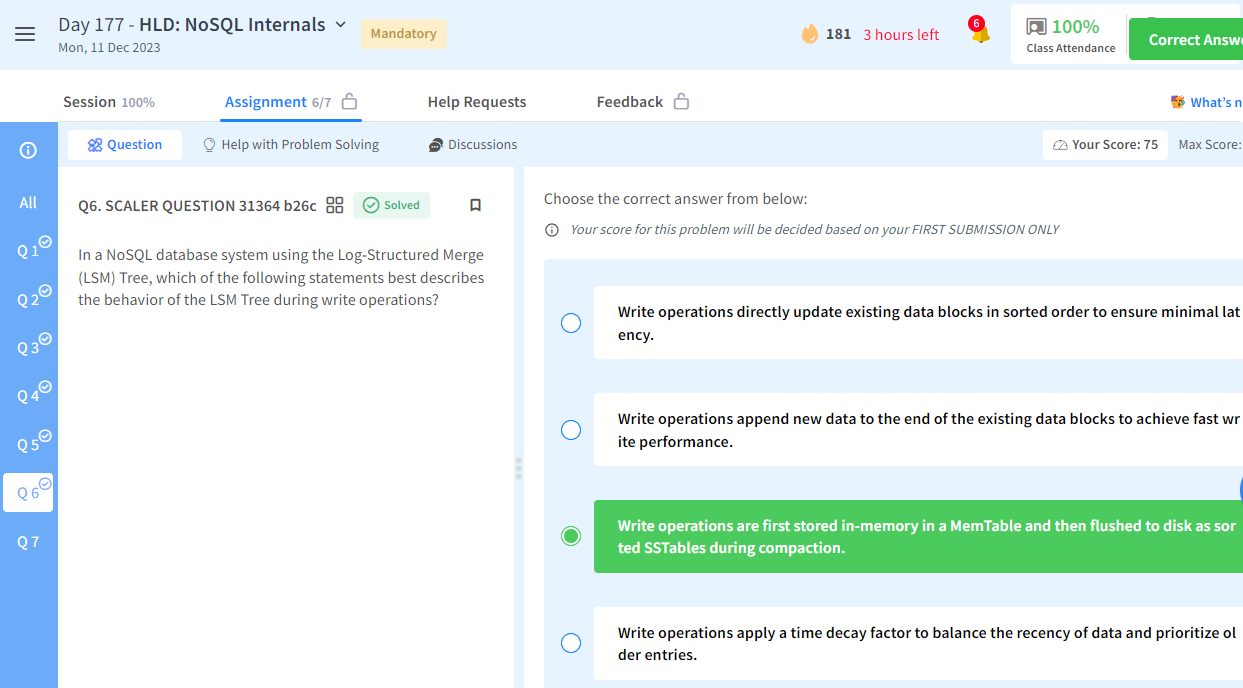 Day 177 - HLD: NoSQL Internals
Mon, 11 Dec 2023
Mandatory
181
3 hours left
6
100%
Class Attendance
Correct Answe
Session 100%
Assignment 6/7
Help Requests
Feedback
What's n
Question
Help with Problem Solving
Discussions
Your Score: 75
Max Score:
All
Q 1
Q 2
Q 3
Q 4
Q 5
Q 6
Q 7
Q6. SCALER QUESTION 31364 b26c
Solved
In a NoSQL database system using the Log-Structured Merge
(LSM) Tree, which of the following statements best describes
the behavior of the LSM Tree during write operations?
Choose the correct answer from below:
Your score for this problem will be decided based on your FIRST SUBMISSION ONLY
Write operations directly update existing data blocks in sorted order to ensure minimal lat
ency.
Write operations append new data to the end of the existing data blocks to achieve fast wr
ite performance.
Write operations are first stored in-memory in a MemTable and then flushed to disk as sor
ted SSTables during compaction.
Write operations apply a time decay factor to balance the recency of data and prioritize ol
der entries.